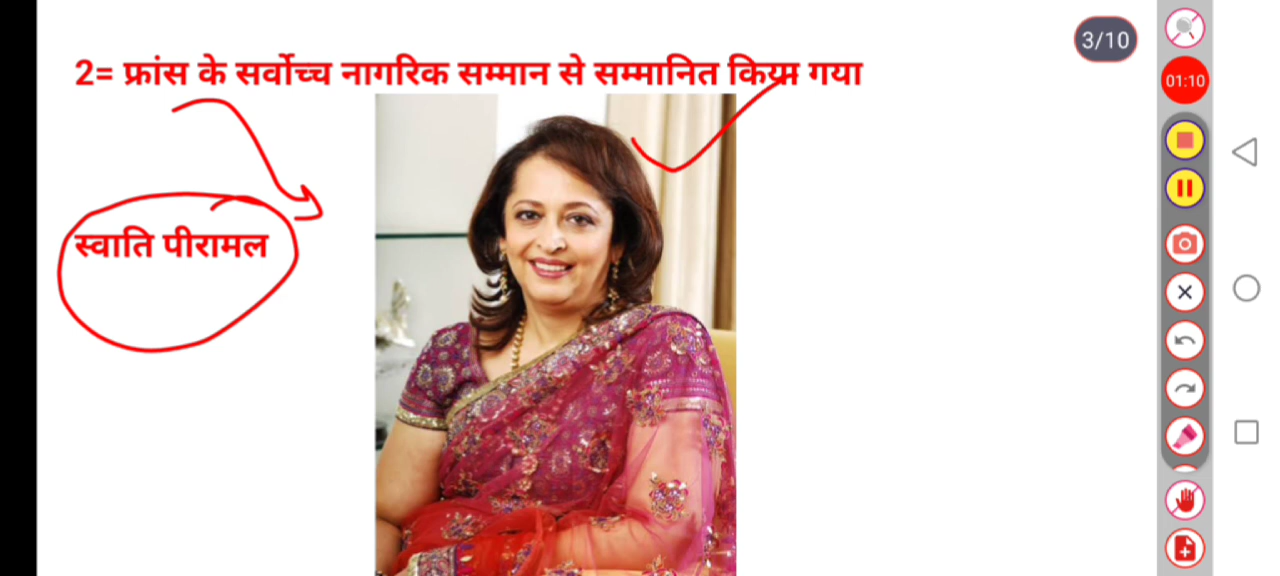 3/10
2= फ्रांस के सर्वोच्च नागरिक सम्मान से सम्मानित किया गया
01:10
स्वाति पीरामल